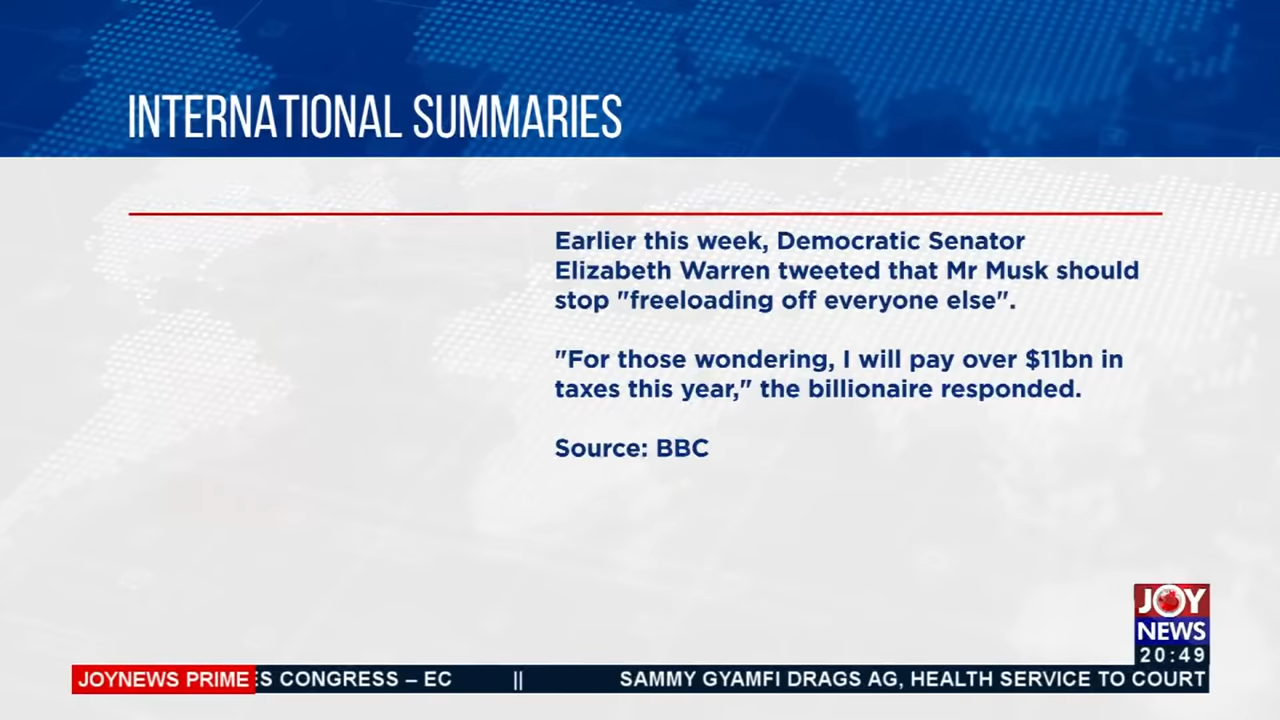 INTERNATIONAL SUMMARIES
Earlier this week, Democratic Senator
Elizabeth Warren tweeted that Mr Musk should
stop "freeloading off everyone else".
"For those wondering, I will pay over $11bn in
taxes this year," the billionaire responded.
Source: BBC
JOY
NEWS
20:49
JOYNEWS PRIME ES CONGRESS – EC || SAMMY GYAMFI DRAGS AG, HEALTH SERVICE TO COURT